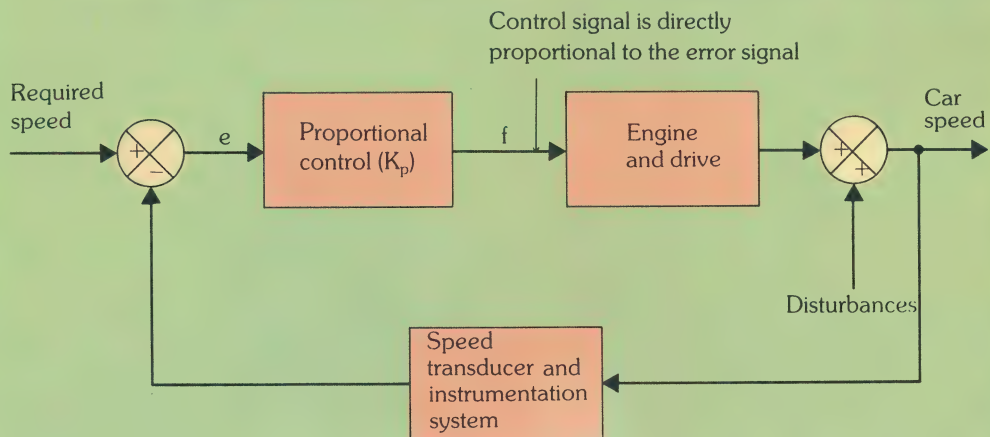 Control signal is directly
proportional to the error signal
Required
speed
Car
speed
+
−
e
Proportional
control (Kp)
f
Engine
and drive
+
+
Disturbances
Speed
transducer and
instrumentation
system